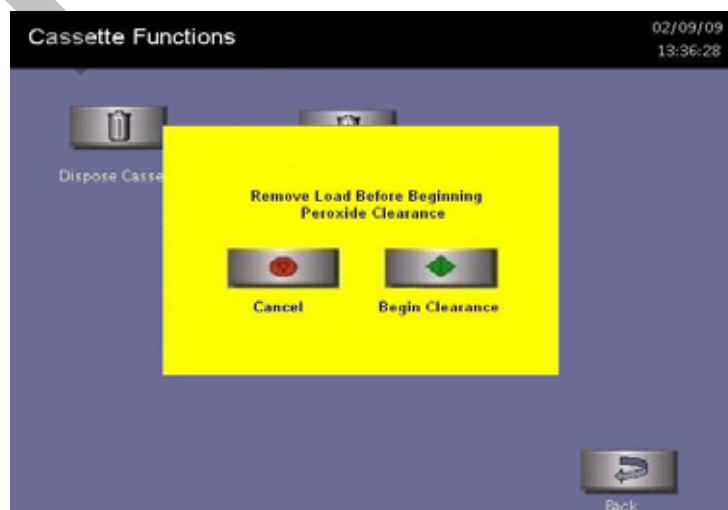 Cassette Functions
02/09/09
13:36:28
Dispose Casse
Remove Load Before Beginning
Peroxide Clearance
Cancel
Begin Clearance
Back